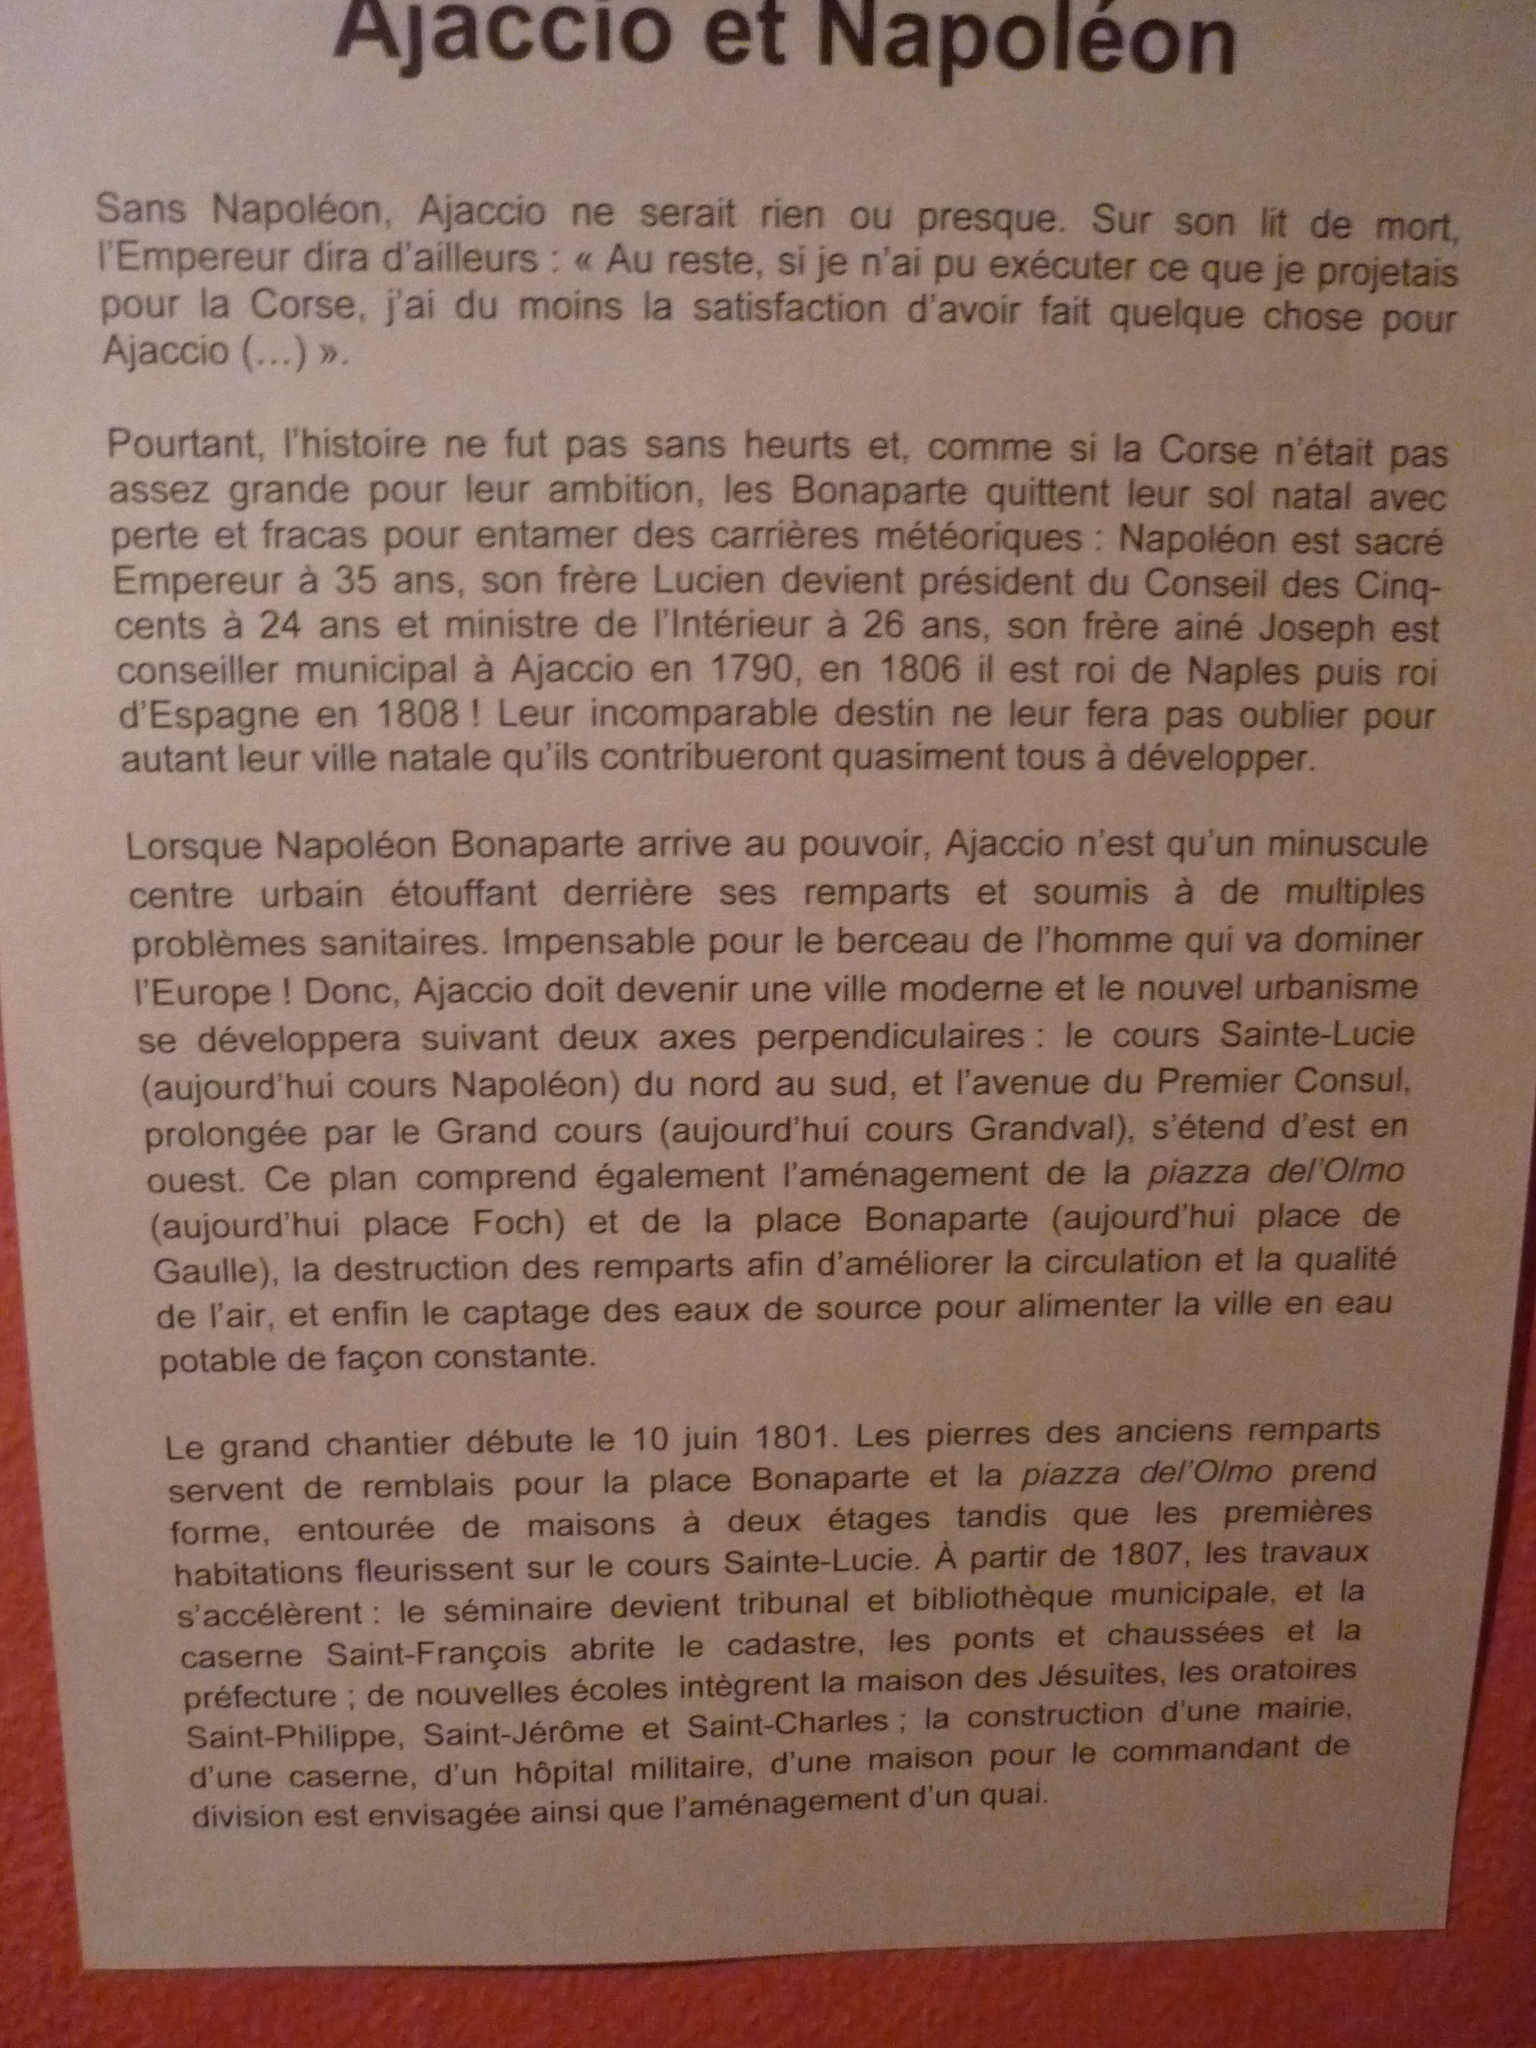 Ajaccio et Napoléon
Sans Napoléon, Ajaccio ne serait rien ou presque. Sur son lit de mort,
l'Empereur dira d'ailleurs : « Au reste, si je n'ai pu exécuter ce que je projetais
pour la Corse, j'ai du moins la satisfaction d'avoir fait quelque chose pour
Ajaccio (…) ».
Pourtant, l'histoire ne fut pas sans heurts et, comme si la Corse n'était pas
assez grande pour leur ambition, les Bonaparte quittent leur sol natal avec
perte et fracas pour entamer des carrières météoriques : Napoléon est sacré
Empereur à 35 ans, son frère Lucien devient président du Conseil des Cinq-
cents à 24 ans et ministre de l'Intérieur à 26 ans, son frère ainé Joseph est
conseiller municipal à Ajaccio en 1790, en 1806 il est roi de Naples puis roi
d'Espagne en 1808 ! Leur incomparable destin ne leur fera pas oublier pour
autant leur ville natale qu'ils contribueront quasiment tous à développer.
Lorsque Napoléon Bonaparte arrive au pouvoir, Ajaccio n'est qu'un minuscule
centre urbain étouffant derrière ses remparts et soumis à de multiples
problèmes sanitaires. Impensable pour le berceau de l'homme qui va dominer
l'Europe ! Donc, Ajaccio doit devenir une ville moderne et le nouvel urbanisme
se développera suivant deux axes perpendiculaires : le cours Sainte-Lucie
(aujourd'hui cours Napoléon) du nord au sud, et l'avenue du Premier Consul,
prolongée par le Grand cours (aujourd'hui cours Grandval), s'étend d'est en
ouest. Ce plan comprend également l'aménagement de la piazza del'Olmo
(aujourd'hui place Foch) et de la place Bonaparte (aujourd'hui place de
Gaulle), la destruction des remparts afin d'améliorer la circulation et la qualité
de l'air, et enfin le captage des eaux de source pour alimenter la ville en eau
potable de façon constante.
Le grand chantier débute le 10 juin 1801. Les pierres des anciens remparts
servent de remblais pour la place Bonaparte et la piazza del'Olmo prend
forme, entourée de maisons à deux étages tandis que les premières
habitations fleurissent sur le cours Sainte-Lucie. À partir de 1807, les travaux
s'accélèrent : le séminaire devient tribunal et bibliothèque municipale, et la
caserne Saint-François abrite le cadastre, les ponts et chaussées et la
préfecture ; de nouvelles écoles intègrent la maison des Jésuites, les oratoires
Saint-Philippe, Saint-Jérôme et Saint-Charles ; la construction d'une mairie,
d'une caserne, d'un hôpital militaire, d'une maison pour le commandant de
division est envisagée ainsi que l'aménagement d'un quai.